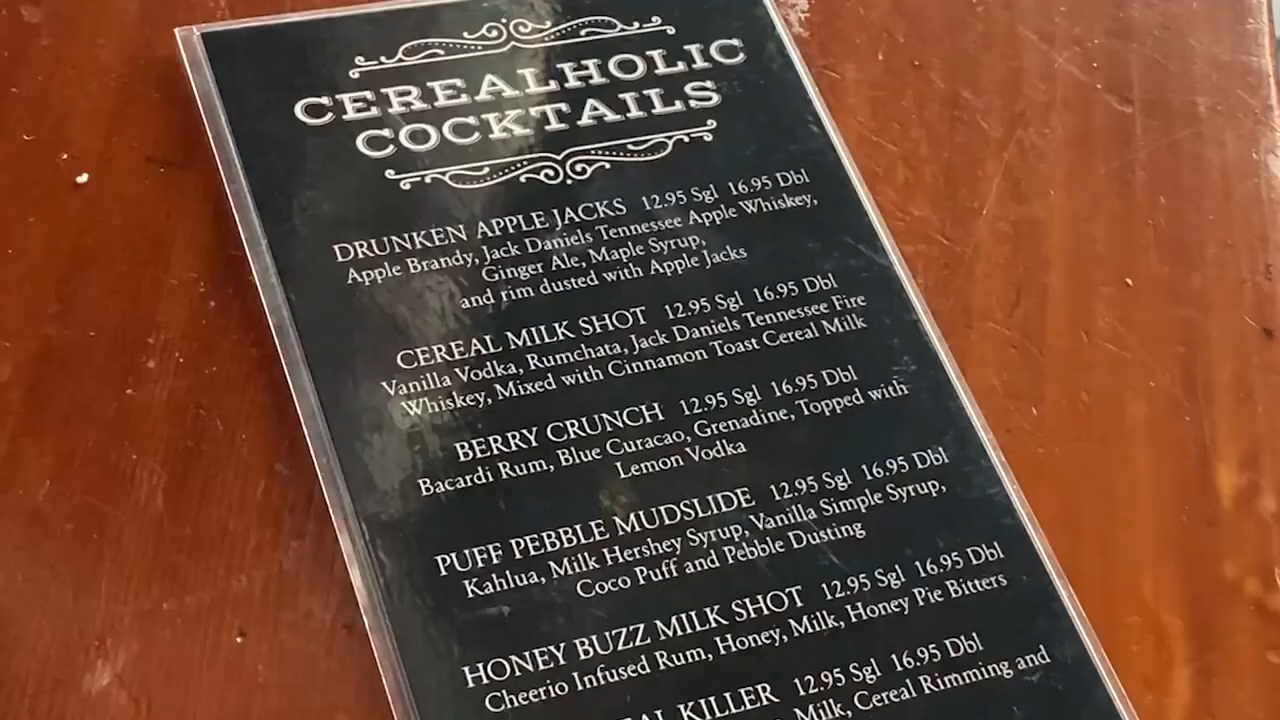 CEREALHOLIC
COCKTAILS
DRUNKEN APPLE JACKS 12.95 Sgl 16.95 Dbl
Apple Brandy, Jack Daniels Tennessee Apple Whiskey,
Ginger Ale, Maple Syrup,
and rim dusted with Apple Jacks
CEREAL MILK SHOT 12.95 Sgl 16.95 Dbl
Vanilla Vodka, Rumchata, Jack Daniels Tennessee Fire
Whiskey, Mixed with Cinnamon Toast Cereal Milk
BERRY CRUNCH 12.95 Sgl 16.95 Dbl
Bacardi Rum, Blue Curacao, Grenadine, Topped with
Lemon Vodka
PUFF PEBBLE MUDSLIDE 12.95 Sgl 16.95 Dbl
Kahlua, Milk Hershey Syrup, Vanilla Simple Syrup,
Coco Puff and Pebble Dusting
HONEY BUZZ MILK SHOT 12.95 Sgl 16.95 Dbl
Cheerio Infused Rum, Honey, Milk, Honey Pie Bitters
KILLER 12.95 Sgl 16.95 Dbl
Milk, Cereal Rimming and